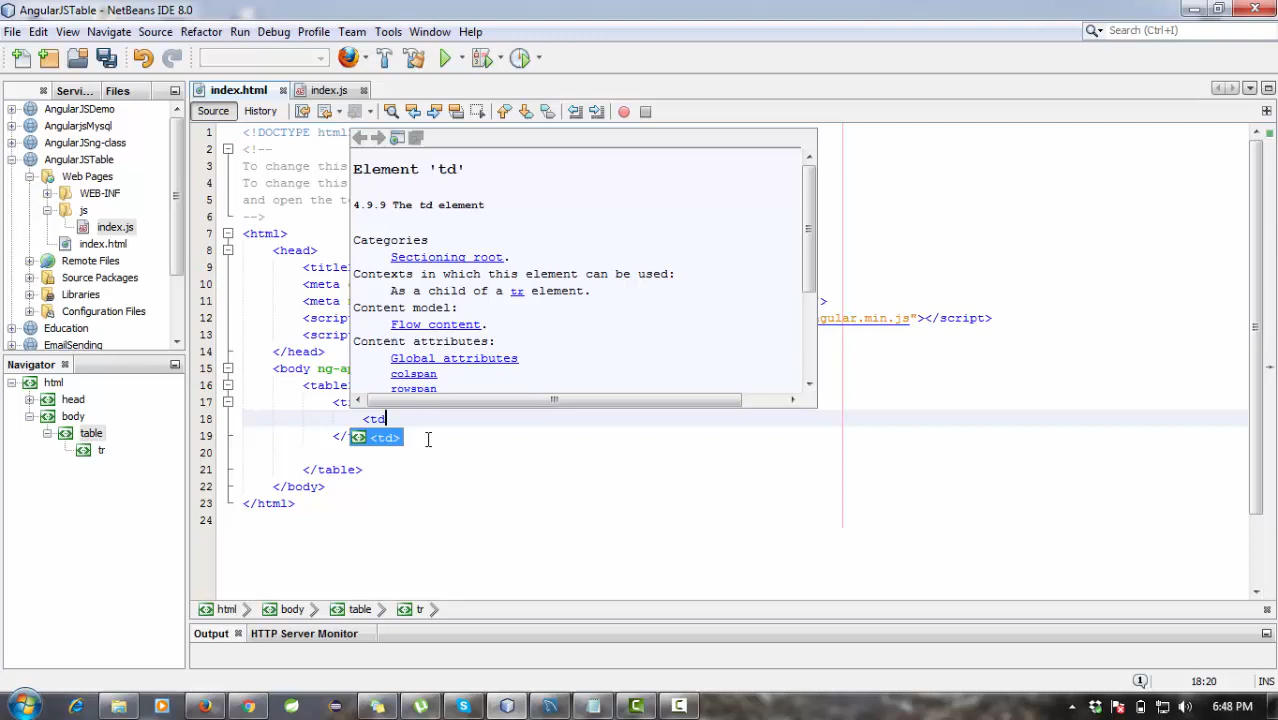 AngularJSTable - NetBeans IDE 8.0
File Edit View Navigate Source Refactor Run Debug Profile Team Tools Window Help
Search (Ctrl+I)
Servi... Files
index.html index.js
Source History
AngularJSDemo
AngularjsMysql
AngularJSng-class
AngularJSTable
Web Pages
WEB-INF
js
index.js
index.html
Remote Files
Source Packages
Libraries
Configuration Files
Education
EmailSending
Navigator
html
head
body
table
tr
1 <!DOCTYPE html
2 <!--
3 To change this
4 To change this
5 and open the t
6 -->
7 <html>
8 <head>
9 <title
10 <meta
11 <meta >
12 <scrip gular.min.js"></script>
13 <scrip
14 </head>
15 <body ng-ap
16 <table
17 <t
18 <td
19 </
20
21 </table>
22 </body>
23 </html>
24
Element 'td'
4.9.9 The td element
Categories
Sectioning root.
Contexts in which this element can be used:
As a child of a tr element.
Content model:
Flow content.
Content attributes:
Global attributes
colspan
rowspan
<td>
html body table tr
Output HTTP Server Monitor
18:20 INS
6:48 PM